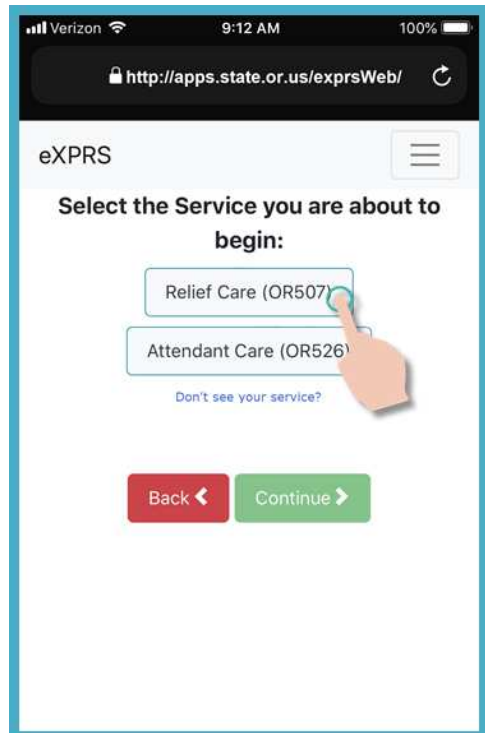 Verizon 9:12 AM 100%
http://apps.state.or.us/exprsWeb/
eXPRS
Select the Service you are about to
begin:
Relief Care (OR507)
Attendant Care (OR526)
Don't see your service?
Back Continue